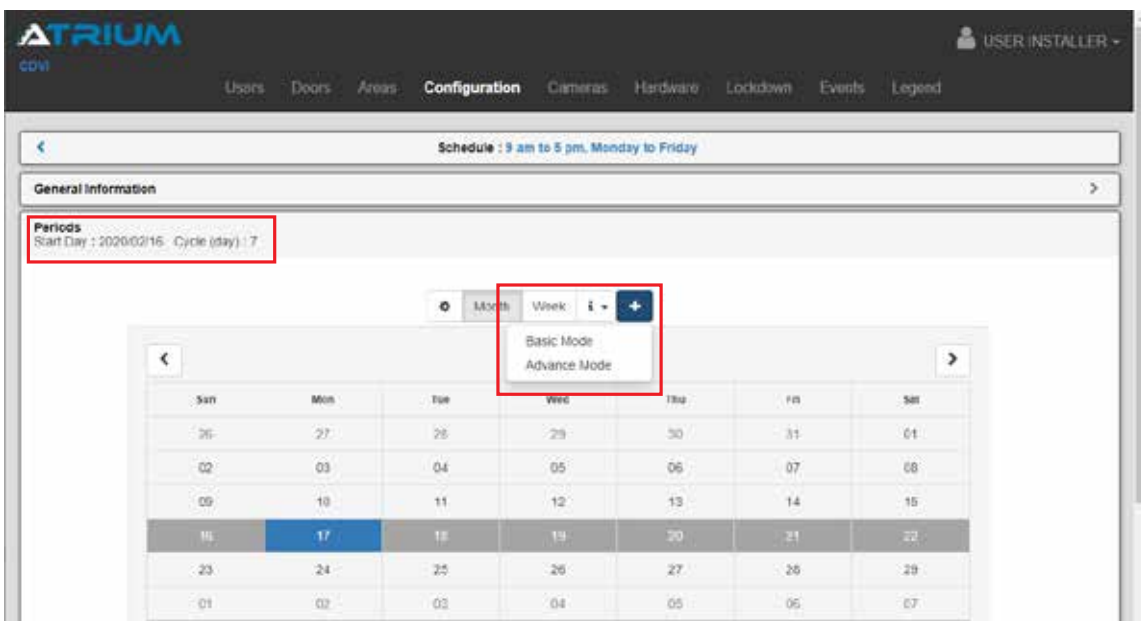 ATRIUM
CDVI
USER INSTALLER
Users Doors Areas Configuration Cameras Hardware Lockdown Events Legend
Schedule : 9 am to 5 pm, Monday to Friday
General Information
Periods
Start Day : 2020/02/16 Cycle (day) : 7
Month Week i +
Basic Mode
Advance Mode
Sun Mon Tue Wed Thu Fri Sat
26 27 28 29 30 31 01
02 03 04 05 06 07 08
09 10 11 12 13 14 15
16 17 18 19 20 21 22
23 24 25 26 27 28 29
01 02 03 04 05 06 07